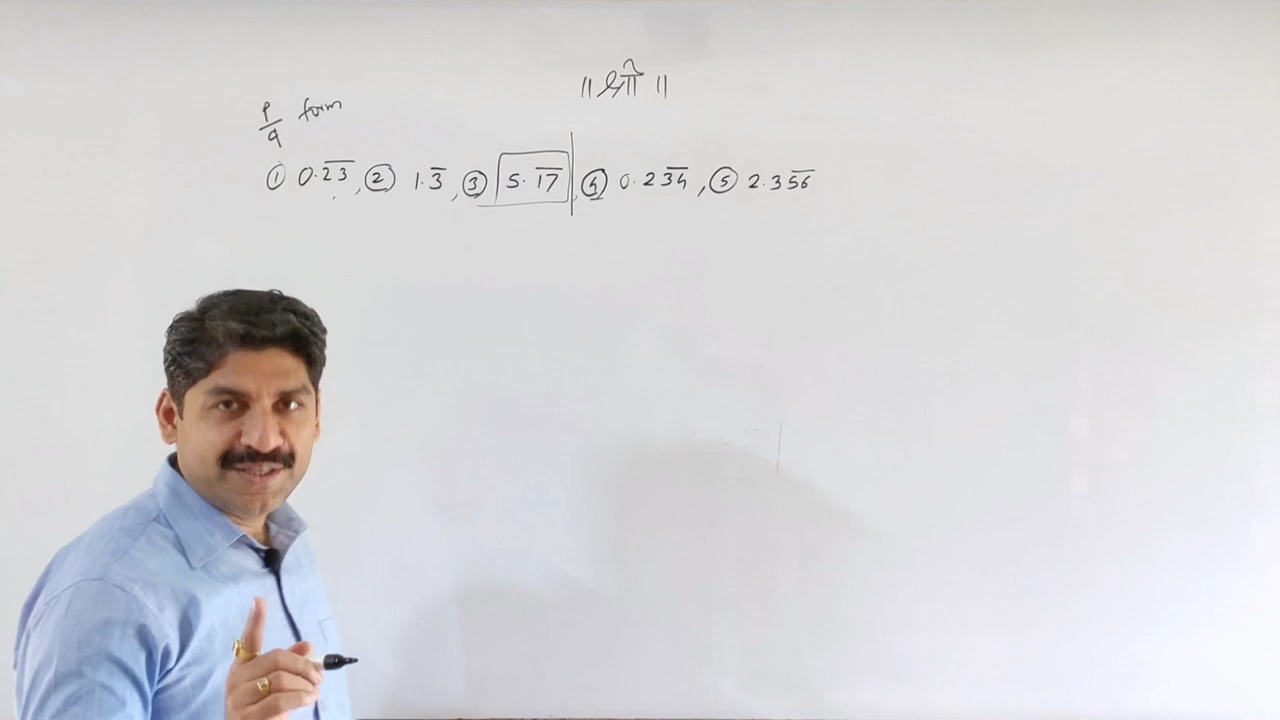 ॥ श्री ॥
P/q form
① 0.2̅3̅, ② 1.3̅, ③ 5.1̅7̅, ④ 0.23̅4̅, ⑤ 2.35̅6̅